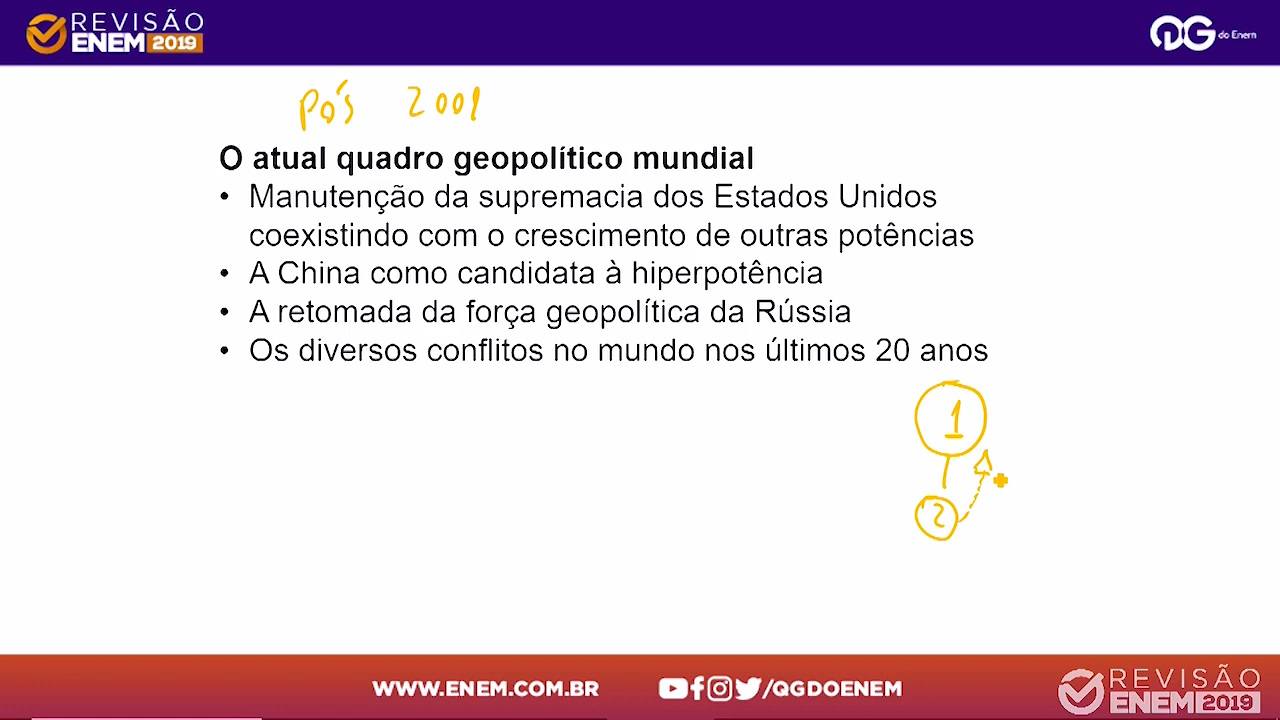 REVISÃO
ENEM 2019
QG do Enem
Pós 2001
O atual quadro geopolítico mundial
• Manutenção da supremacia dos Estados Unidos
coexistindo com o crescimento de outras potências
• A China como candidata à hiperpotência
• A retomada da força geopolítica da Rússia
• Os diversos conflitos no mundo nos últimos 20 anos
1
2
WWW.ENEM.COM.BR
/QGDOENEM
REVISÃO
ENEM 2019